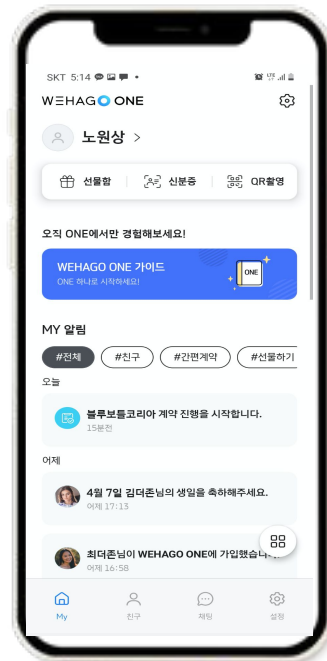 SKT 5:14
WEHAGO ONE
노원상 >
선물함 신분증 QR촬영
오직 ONE에서만 경험해보세요!
WEHAGO ONE 가이드
ONE 하나로 시작하세요!
ONE
MY 알림
#전체 #친구 #간편계약 #선물하기
오늘
블루보틀코리아 계약 진행을 시작합니다.
15분전
어제
4월 7일 김더존님의 생일을 축하해주세요.
어제 17:13
최더존님이 WEHAGO ONE에 가입했습니
어제 16:58
My 친구 채팅 설정